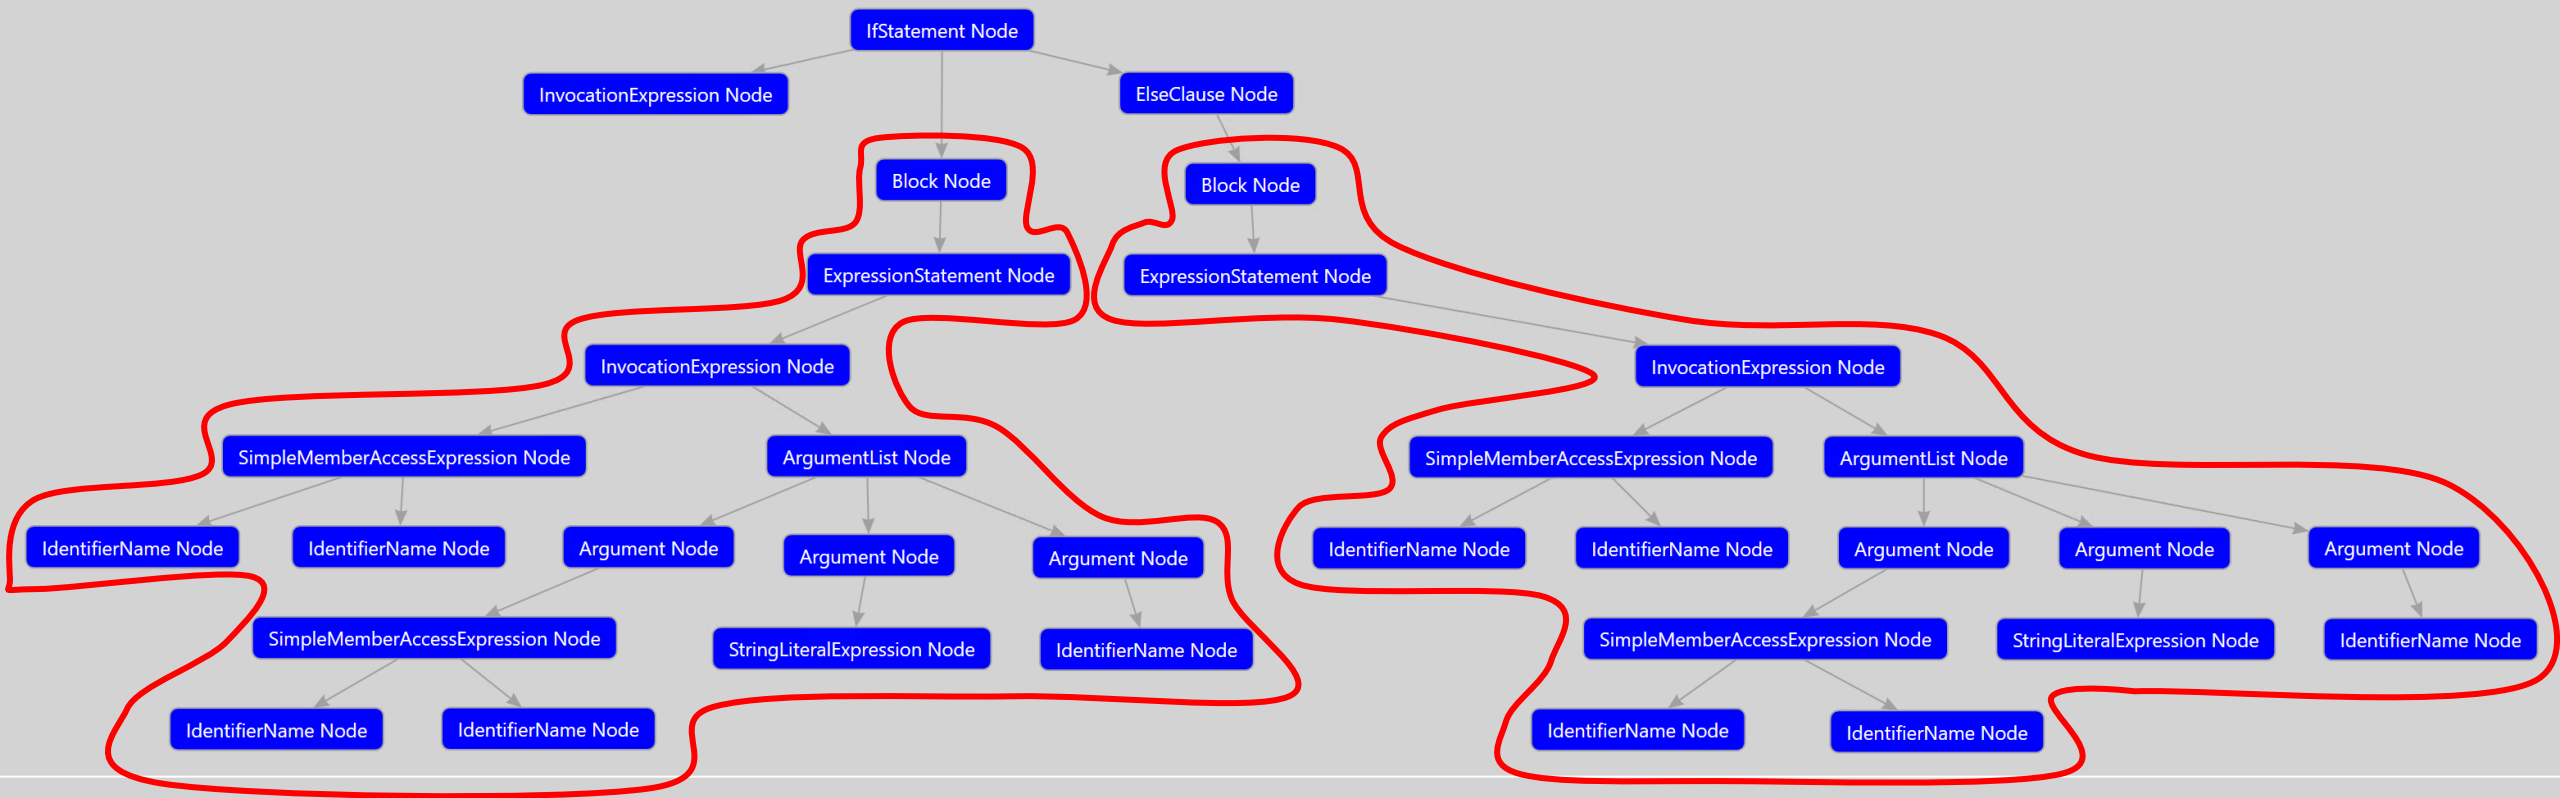 IfStatement Node
InvocationExpression Node
ElseClause Node
Block Node
Block Node
ExpressionStatement Node
ExpressionStatement Node
InvocationExpression Node
InvocationExpression Node
SimpleMemberAccessExpression Node
ArgumentList Node
SimpleMemberAccessExpression Node
ArgumentList Node
IdentifierName Node
IdentifierName Node
Argument Node
Argument Node
Argument Node
IdentifierName Node
IdentifierName Node
Argument Node
Argument Node
Argument Node
SimpleMemberAccessExpression Node
StringLiteralExpression Node
IdentifierName Node
SimpleMemberAccessExpression Node
StringLiteralExpression Node
IdentifierName Node
IdentifierName Node
IdentifierName Node
IdentifierName Node
IdentifierName Node